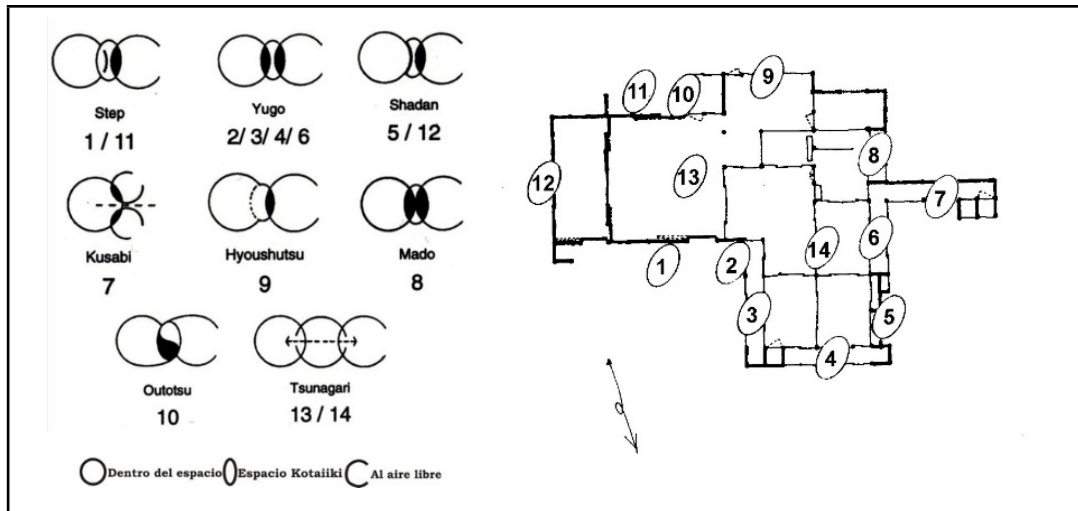 Step
1 / 11
Yugo
2/ 3/ 4/ 6
Shadan
5 / 12
Kusabi
7
Hyoushutsu
9
Mado
8
Outotsu
10
Tsunagari
13 / 14
Dentro del espacio Espacio Kotaiiki Al aire libre
11
10
9
12
13
8
7
1
2
14
6
3
5
4